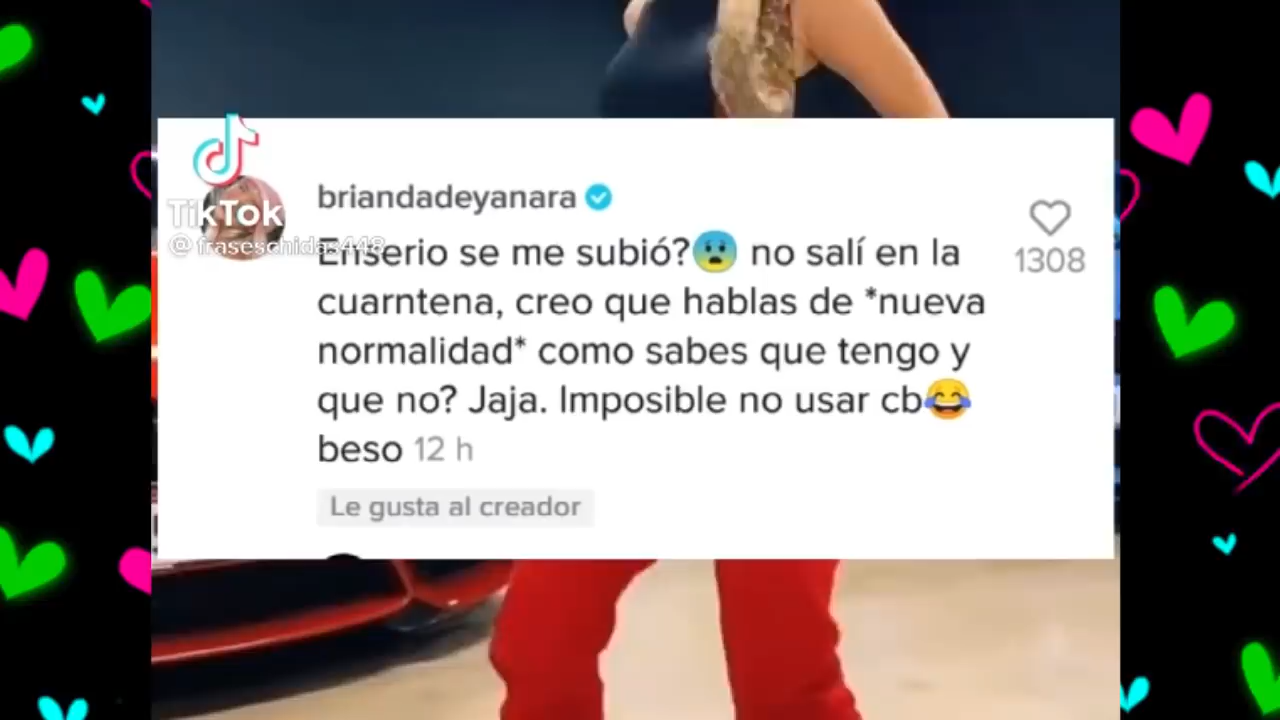 TikTok
@ fraseschidas448
briandadeyanara
Enserio se me subió?😰 no salí en la
cuarntena, creo que hablas de *nueva
normalidad* como sabes que tengo y
que no? Jaja. Imposible no usar cb😂
beso 12 h
1308
Le gusta al creador